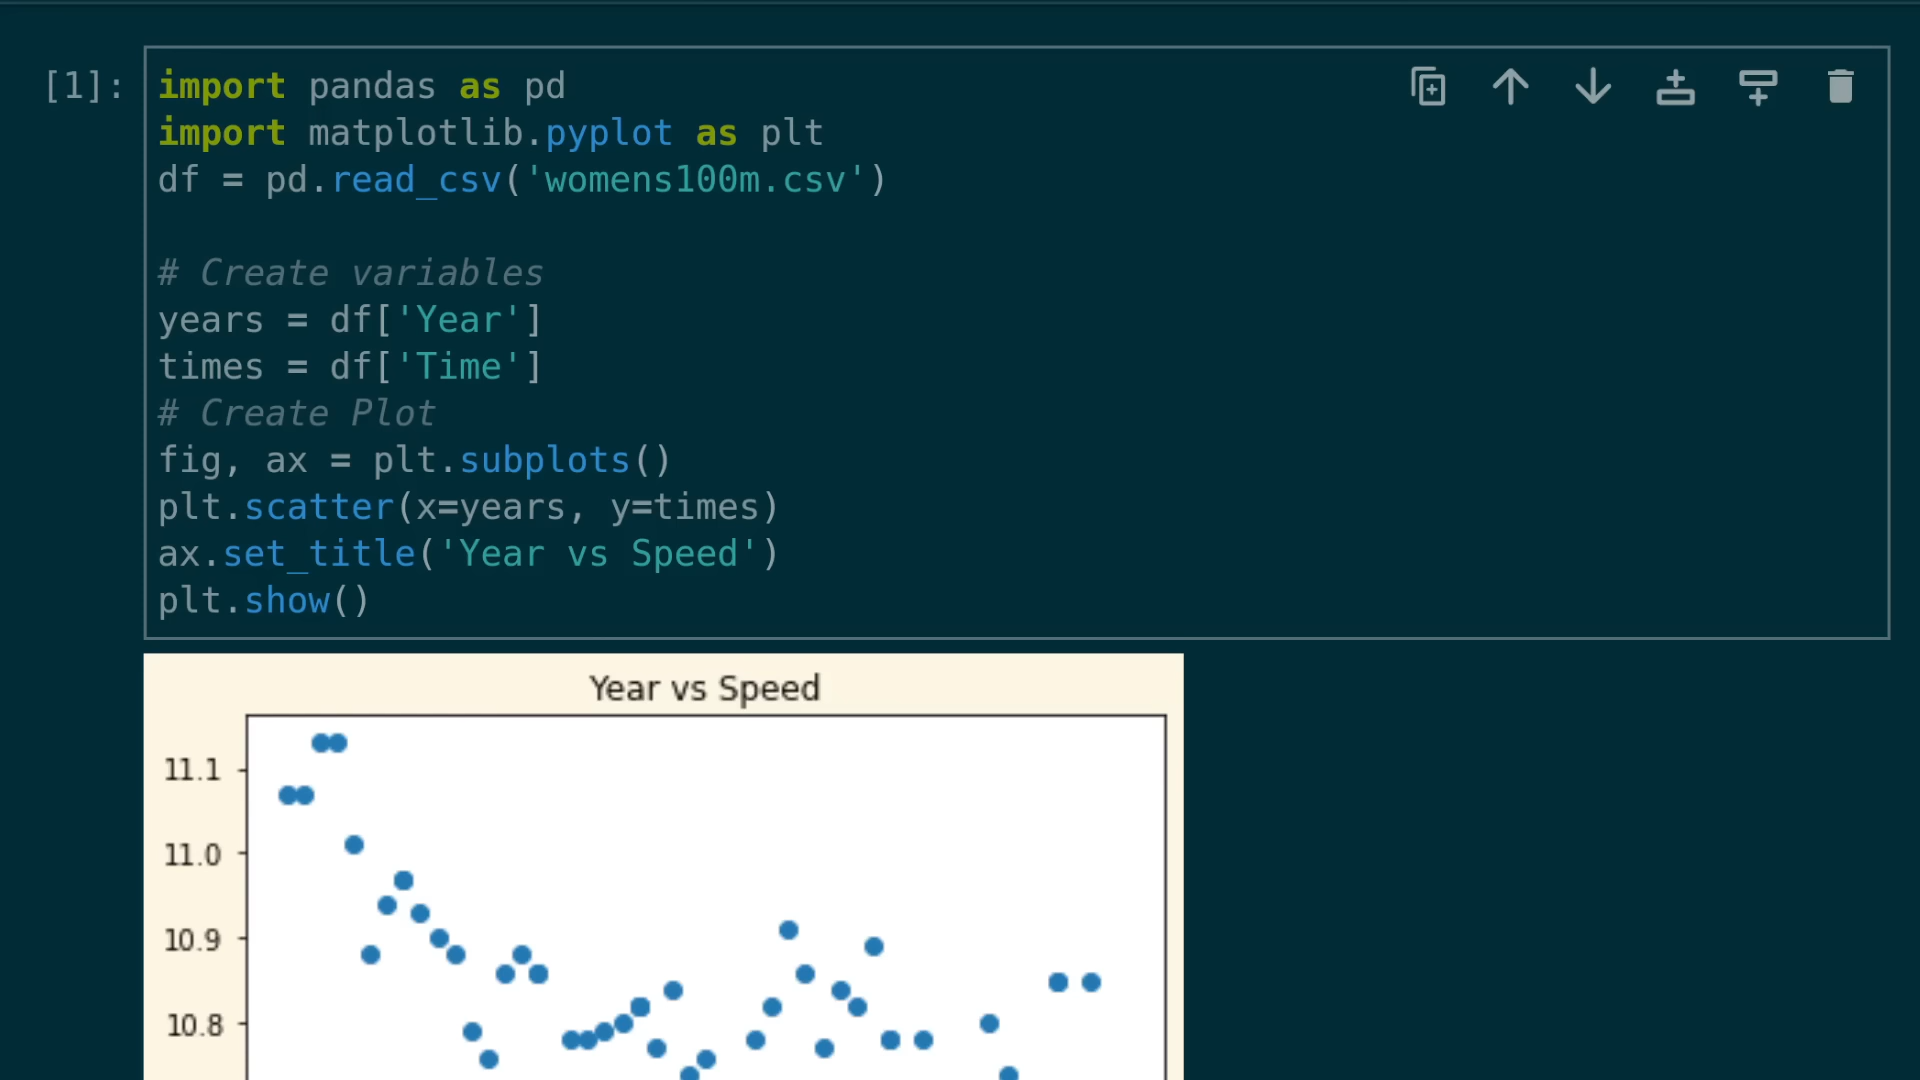 [1]: import pandas as pd
import matplotlib.pyplot as plt
df = pd.read_csv('womens100m.csv')
# Create variables
years = df['Year']
times = df['Time']
# Create Plot
fig, ax = plt.subplots()
plt.scatter(x=years, y=times)
ax.set_title('Year vs Speed')
plt.show()
Year vs Speed
11.1
11.0
10.9
10.8